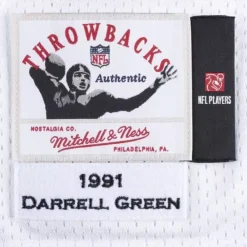 THROWBACKS
NFL
Authentic
NOSTALGIA CO.
Mitchell & Ness
PHILADELPHIA, PA.
NFL PLAYERS
1991
DARRELL GREEN